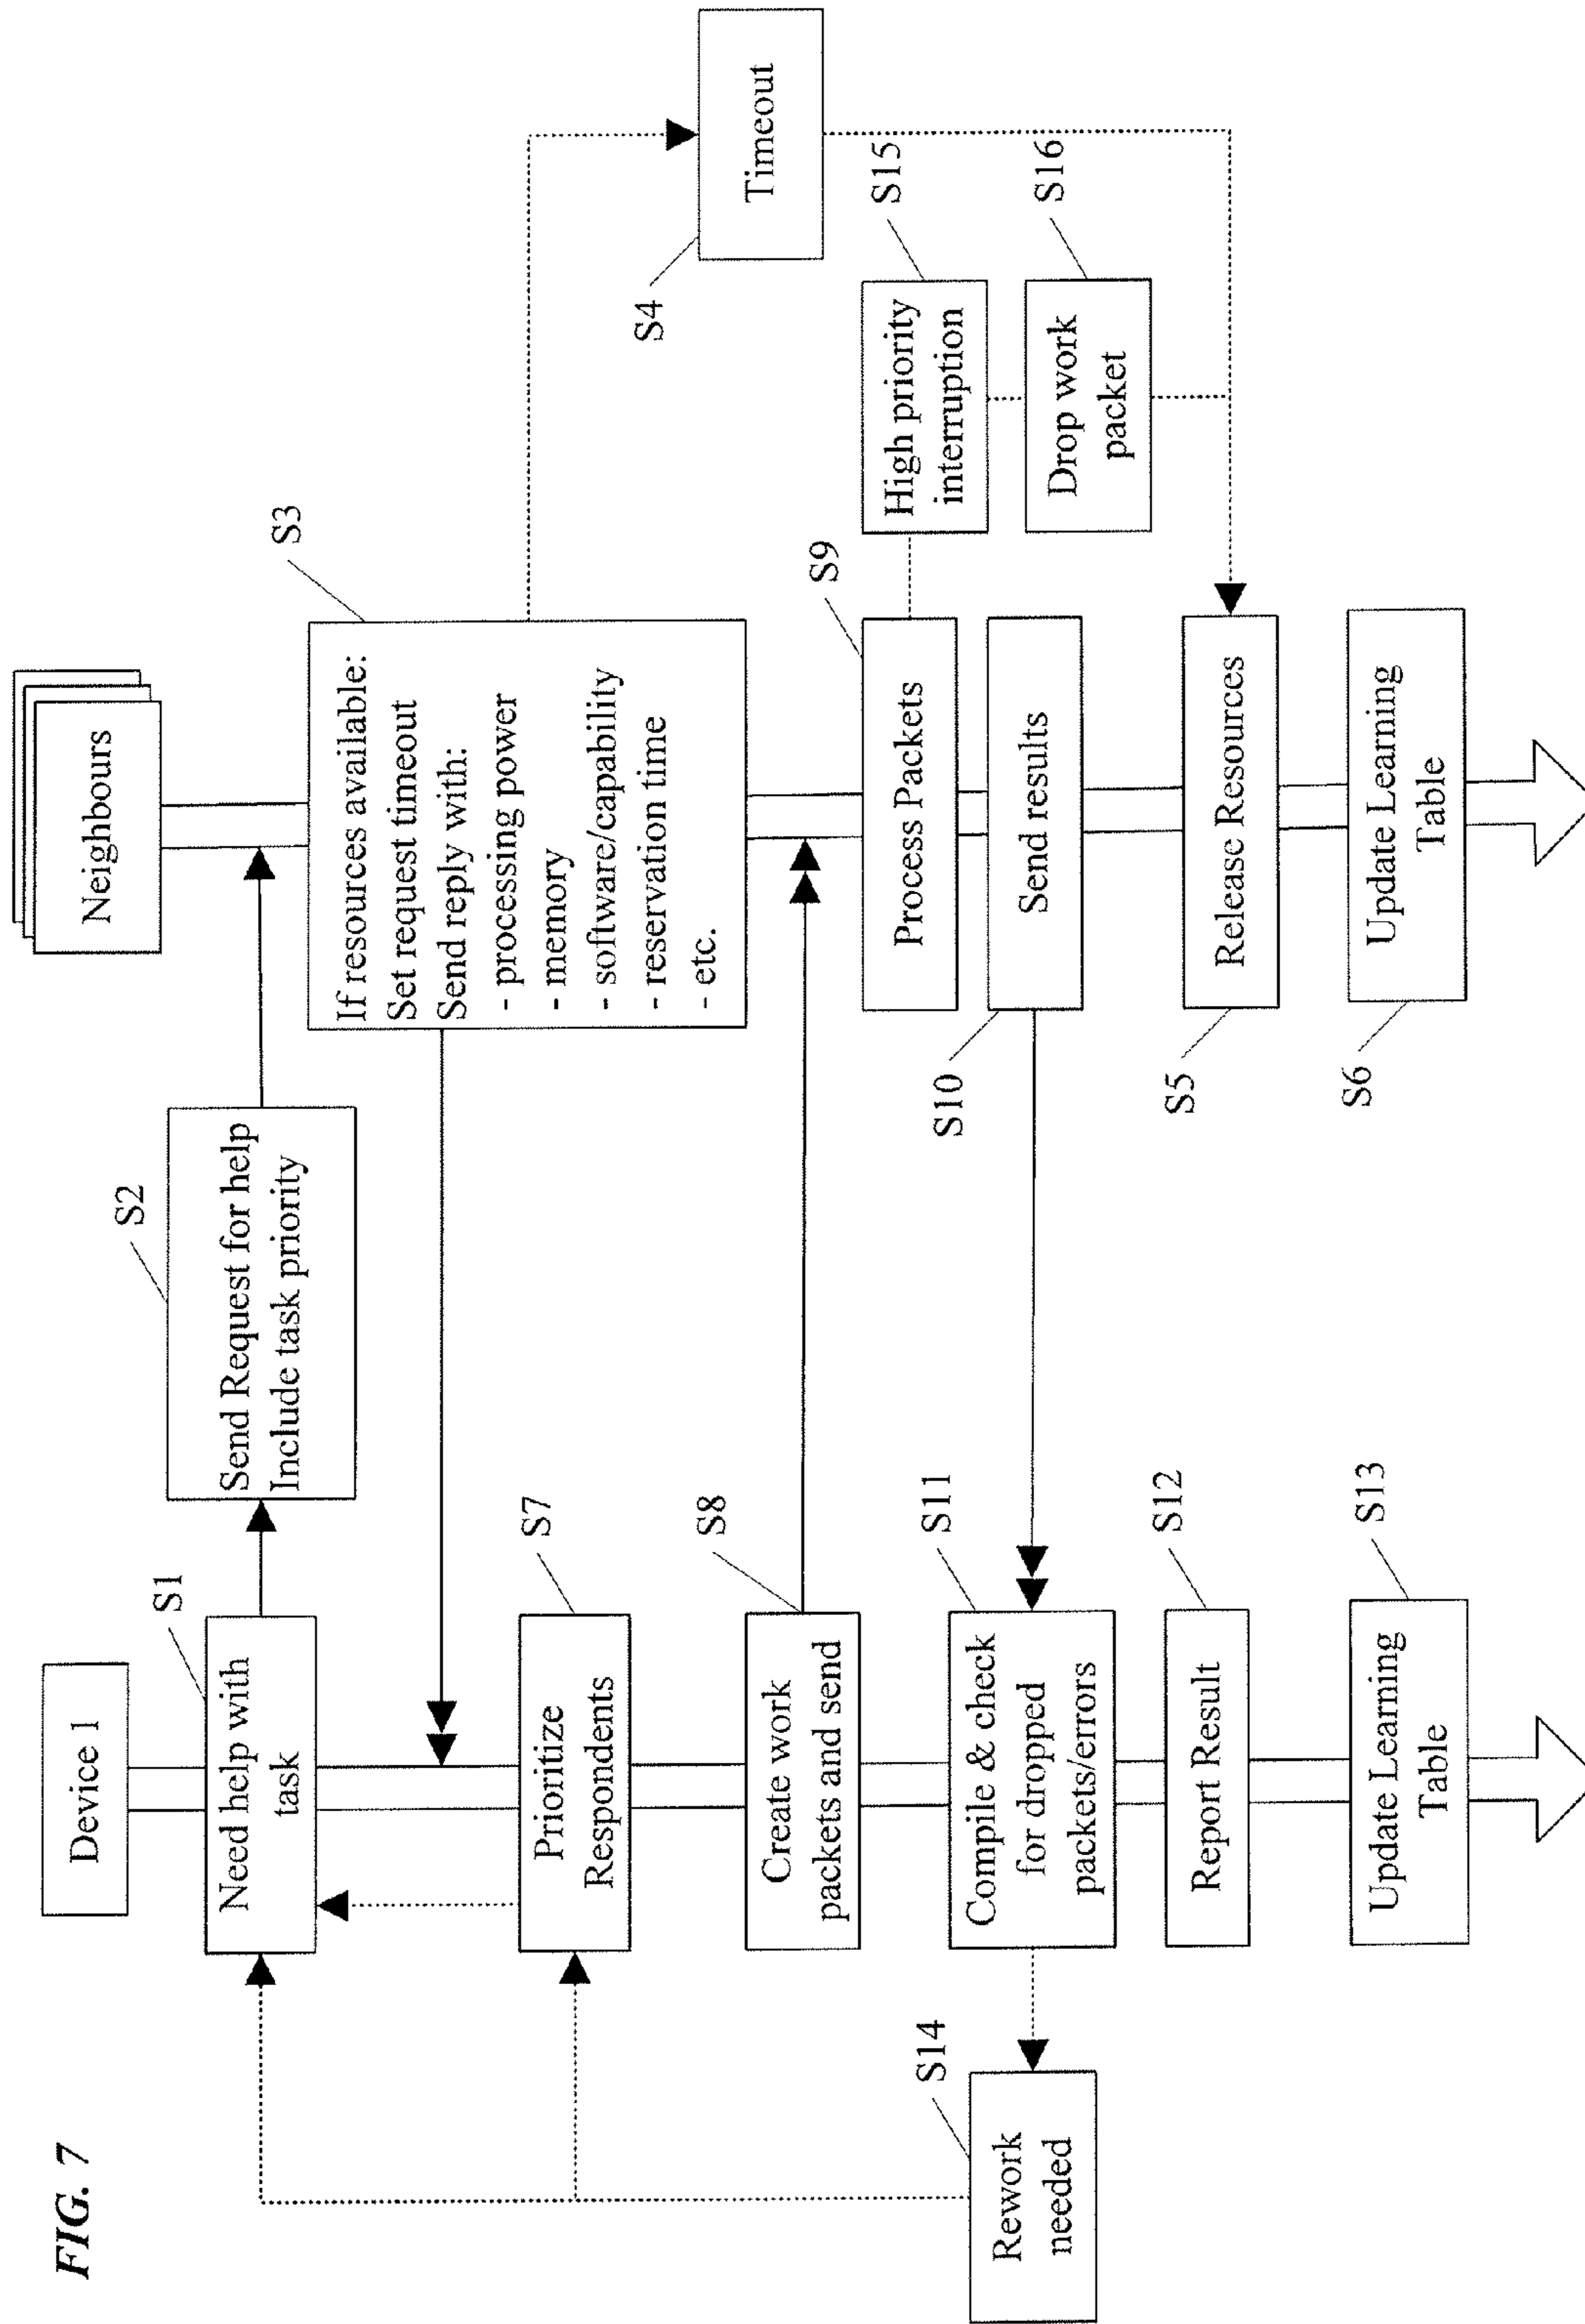 FIG. 7
Device 1
Neighbours
S1
Need help with
task
S2
Send Request for help
Include task priority
S3
If resources available:
Set request timeout
Send reply with:
- processing power
- memory
- software/capability
- reservation time
- etc.
S4
Timeout
S7
Prioritize
Respondents
S8
Create work
packets and send
S9
Process Packets
S15
High priority
interruption
S16
Drop work
packet
S10
Send results
S11
Compile & check
for dropped
packets/errors
S14
Rework
needed
S12
Report Result
S5
Release Resources
S13
Update Learning
Table
S6
Update Learning
Table